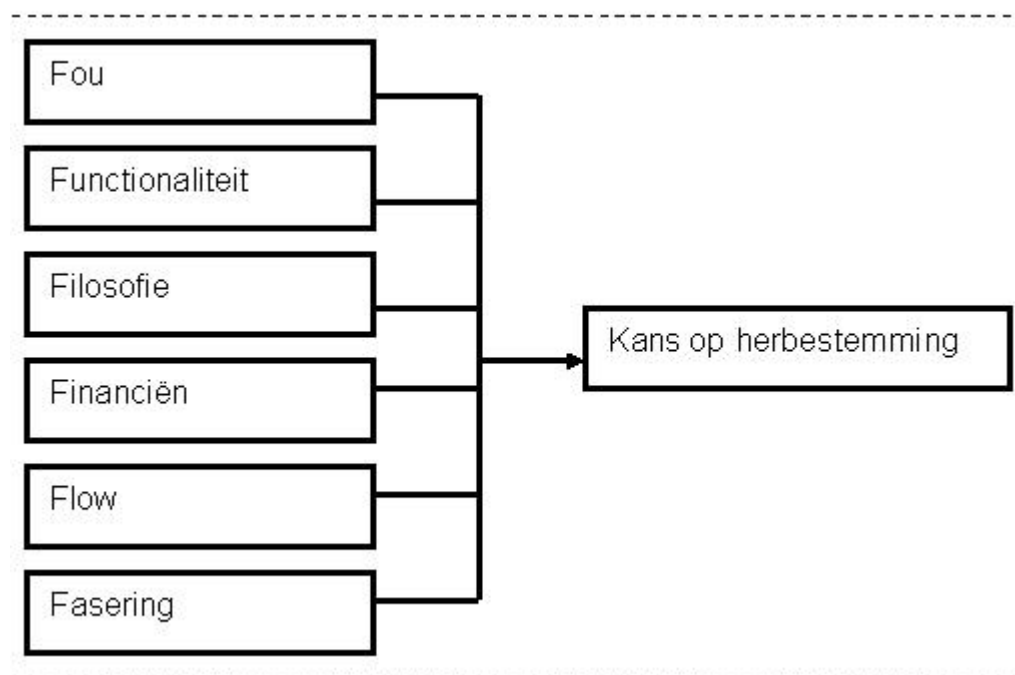 Fou
Functionaliteit
Filosofie
Financiën
Flow
Fasering
Kans op herbestemming